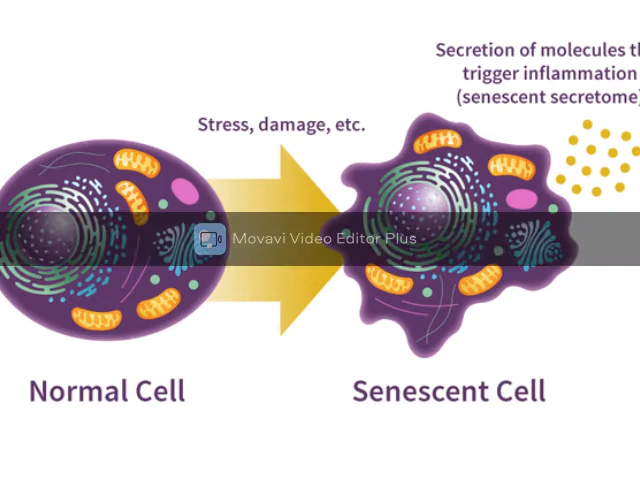 Secretion of molecules th
trigger inflammation
(senescent secretome)
Stress, damage, etc.
Movavi Video Editor Plus
Normal Cell
Senescent Cell